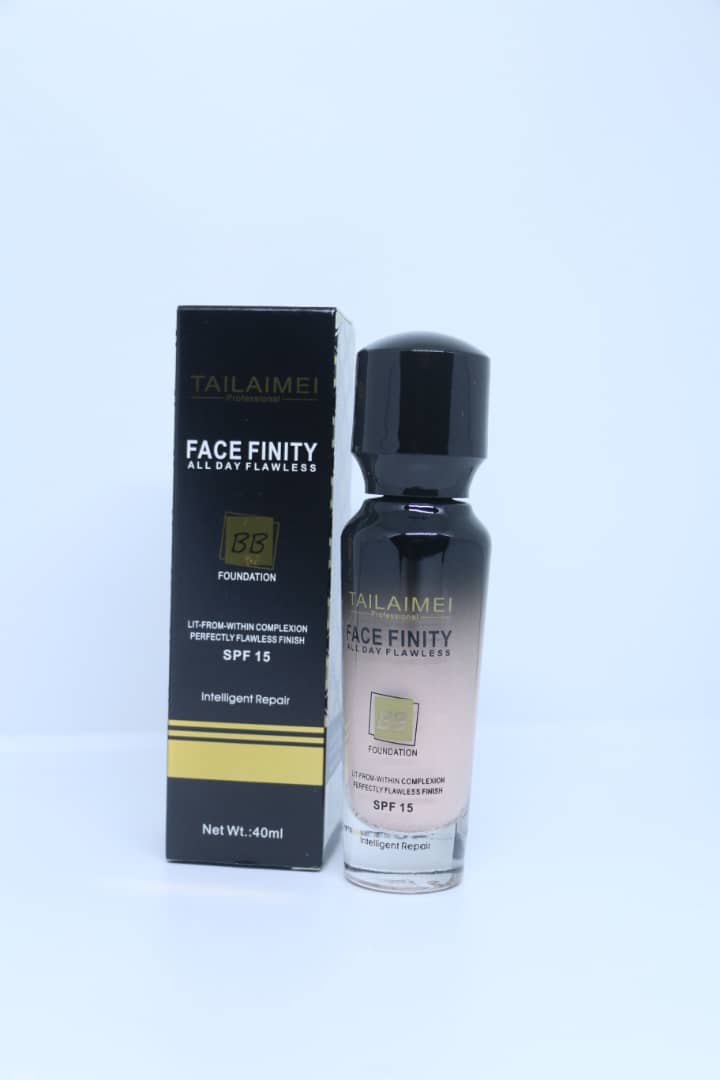 TAILAIMEI
Professional
FACE FINITY
ALL DAY FLAWLESS
BB
FOUNDATION
LIT-FROM-WITHIN COMPLEXION
PERFECTLY FLAWLESS FINISH
SPF 15
Intelligent Repair
Net Wt.:40ml
TAILAIMEI
Professional
FACE FINITY
ALL DAY FLAWLESS
BB
FOUNDATION
LIT-FROM-WITHIN COMPLEXION
PERFECTLY FLAWLESS FINISH
SPF 15
Intelligent Repair